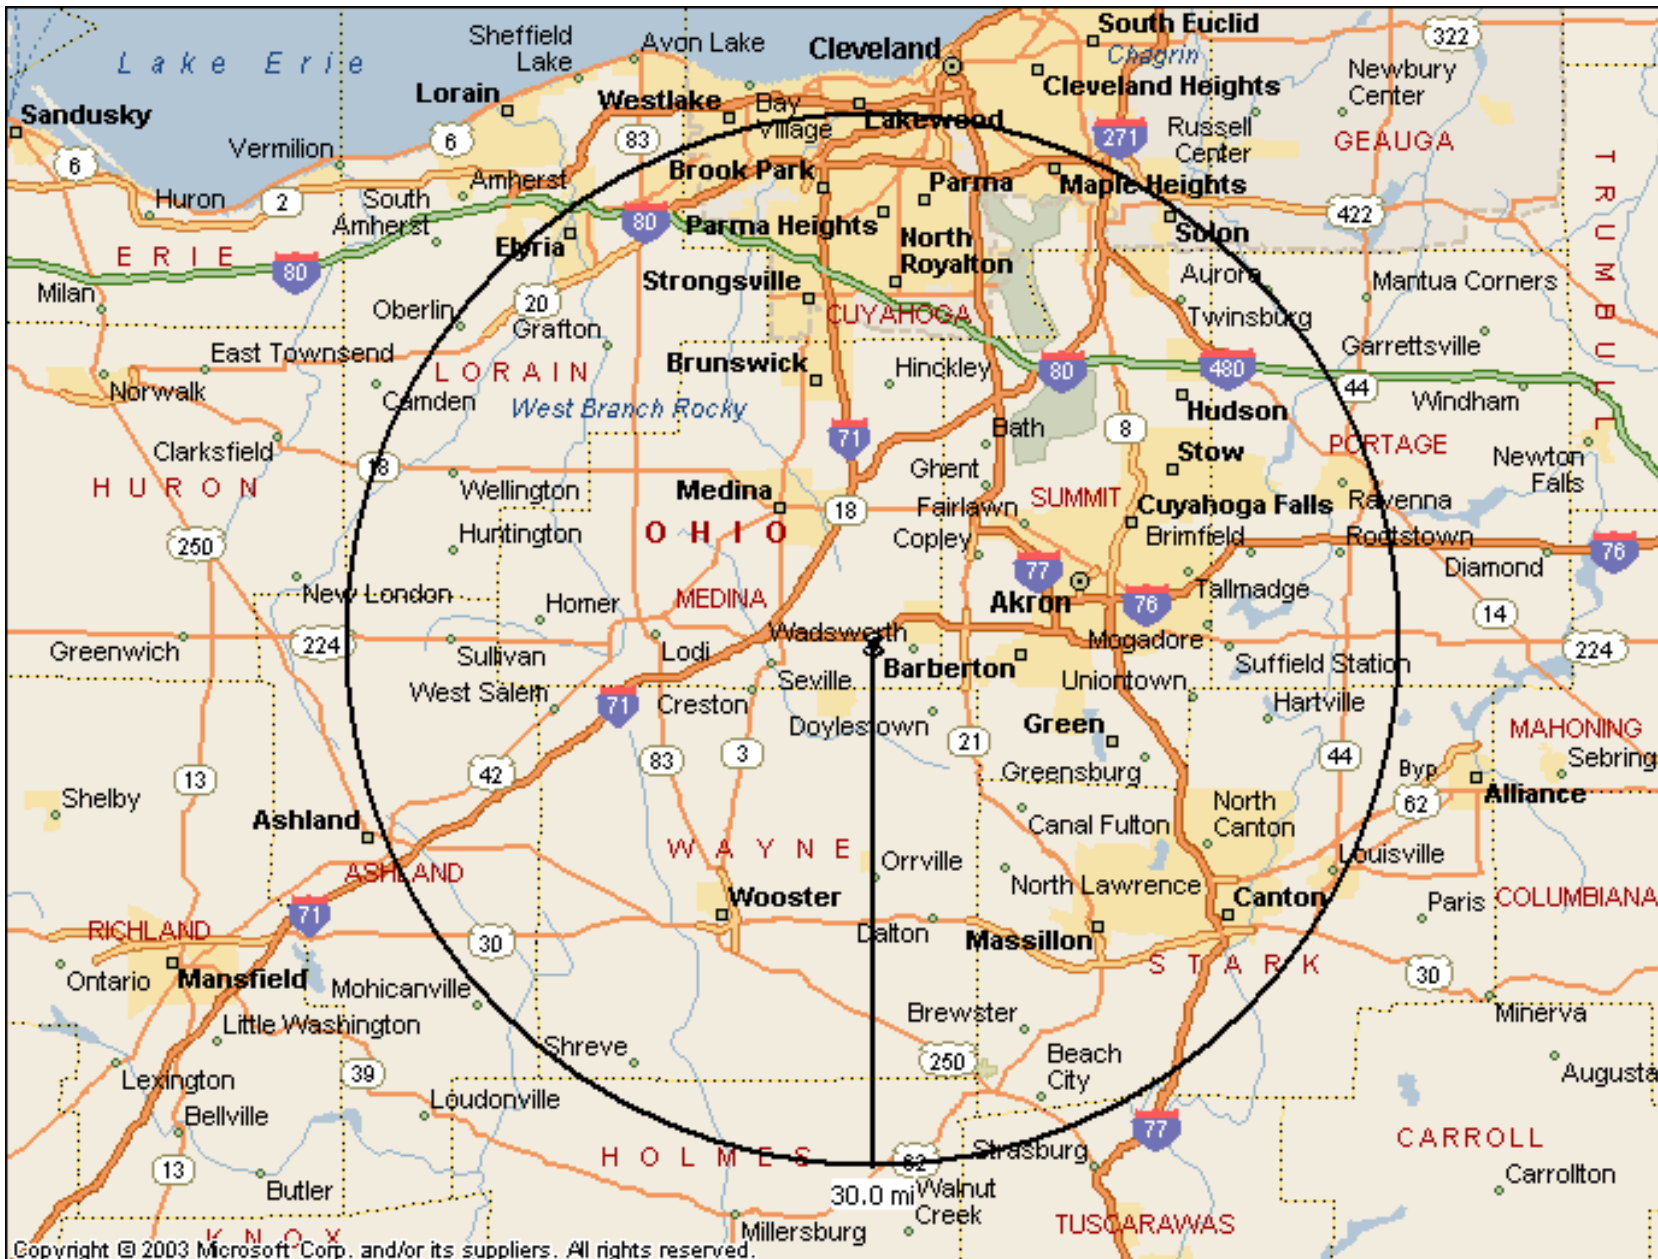 South Euclid
322
Sheffield
Lake
Avon Lake
Cleveland
Chagrin
Lake Erie
Newbury
Center
Cleveland Heights
Lorain
Westlake
Bay
Village
Sandusky
Lakewood
6
83
271
Russell
Center
GEAUGA
Vermilion
6
TRUMBULL
Brook Park
Amherst
Parma
Maple Heights
Huron
2
South
Amherst
80
422
Parma Heights
Solon
Elyria
North
Royalton
ERIE
80
Strongsville
Aurora
Milan
Mantua Corners
20
Oberlin
CUYAHOGA
Twinsburg
Grafton
East Townsend
Garrettsville
Brunswick
Hinckley
80
480
LORAIN
44
Norwalk
Camden
West Branch Rocky
Hudson
Windham
71
Bath
8
Clarksfield
18
Stow
PORTAGE
Ghent
Newton
Falls
HURON
Wellington
Medina
SUMMIT
Ravenna
18
Fairlawn
Cuyahoga Falls
OHIO
Huntington
250
Copley
Brimfield
Rootstown
76
77
Diamond
New London
Homer
MEDINA
Akron
76
Tallmadge
14
Wadsworth
Mogadore
Greenwich
224
Sullivan
Lodi
Suffield Station
224
Barberton
West Salem
Seville
Uniontown
71
Creston
Hartville
Doylestown
Green
21
MAHONING
83
3
44
Sebring
42
Greensburg
Byp
13
62
Alliance
Shelby
North
Canton
Ashland
Canal Fulton
WAYNE
Orrville
Louisville
ASHLAND
North Lawrence
Wooster
Canton
COLUMBIANA
71
Paris
RICHLAND
30
Dalton
Massillon
STARK
30
Ontario
Mansfield
Mohicanville
Brewster
Minerva
Little Washington
Shreve
250
Beach
City
39
Lexington
Augusta
Loudonville
Bellville
77
CARROLL
HOLMES
Strasburg
62
13
Carrollton
Butler
30.0 mi
Walnut
Creek
TUSCARAWAS
Millersburg
KNOX
Copyright © 2003 Microsoft Corp. and/or its suppliers. All rights reserved.